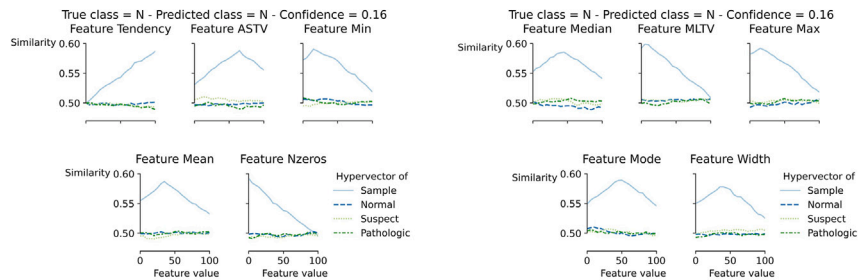 True class = N - Predicted class = N - Confidence = 0.16
Feature Tendency Feature ASTV Feature Min
Similarity 0.60
0.55
0.50
Feature Mean Feature Nzeros
Similarity 0.60
0.55
0.50
0 50 100 0 50 100
Feature value Feature value
Hypervector of
Sample
Normal
Suspect
Pathologic
True class = N - Predicted class = N - Confidence = 0.16
Feature Median Feature MLTV Feature Max
Similarity 0.60
0.55
0.50
Feature Mode Feature Width
Similarity 0.60
0.55
0.50
0 50 100 0 50 100
Feature value Feature value
Hypervector of
Sample
Normal
Suspect
Pathologic